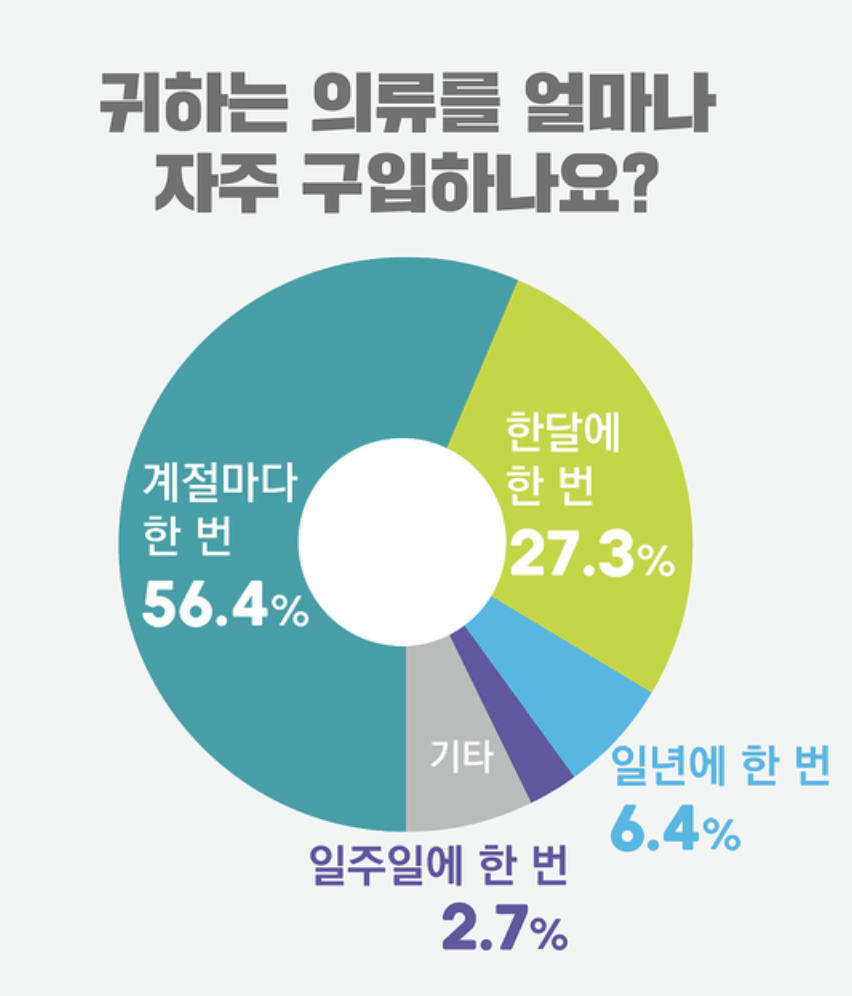 귀하는 의류를 얼마나
자주 구입하나요?
계절마다
한 번
56.4%
한달에
한 번
27.3%
일년에 한 번
6.4%
기타
일주일에 한 번
2.7%